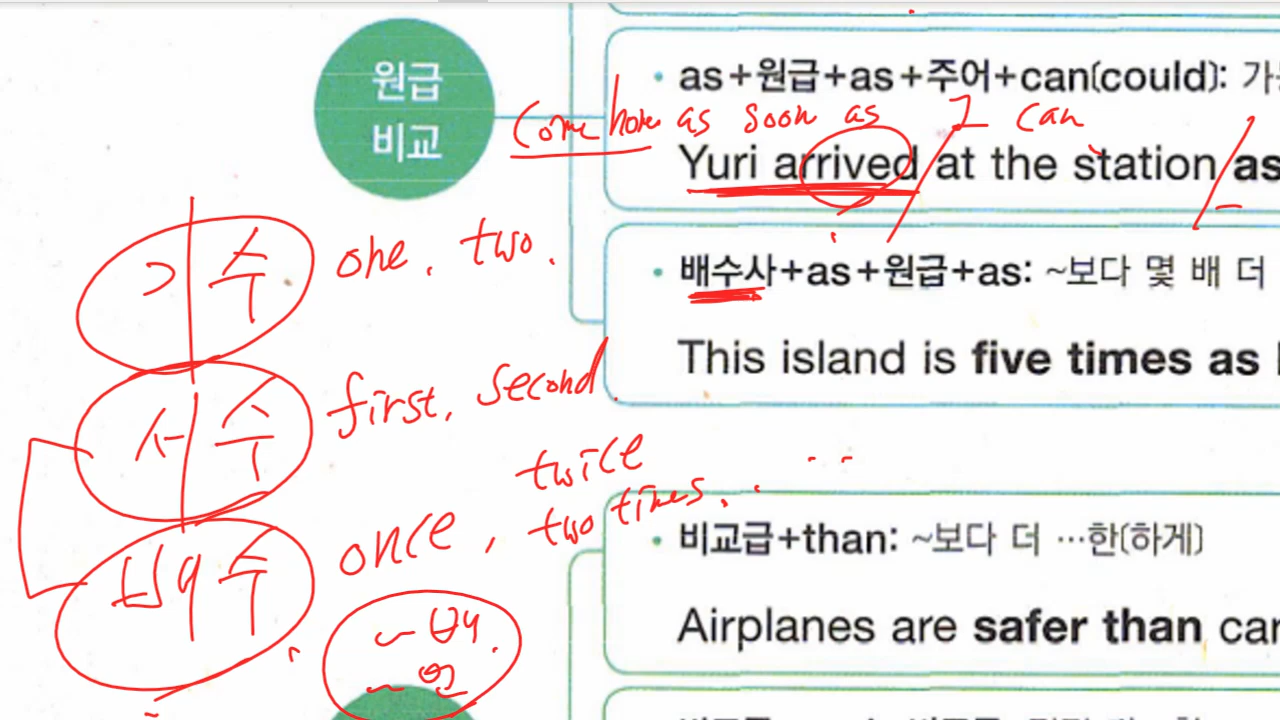 원급
비교
as+원급+as+주어+can(could):
Come home as soon as I can
Yuri arrived at the station as
기수 one, two,
배수사+as+원급+as: ~보다 몇 배 더
This island is five times as
서수 first, second.
twice
배수 once, two times,
비교급+than: ~보다 더 …한(하게)
~배
~번
Airplanes are safer than